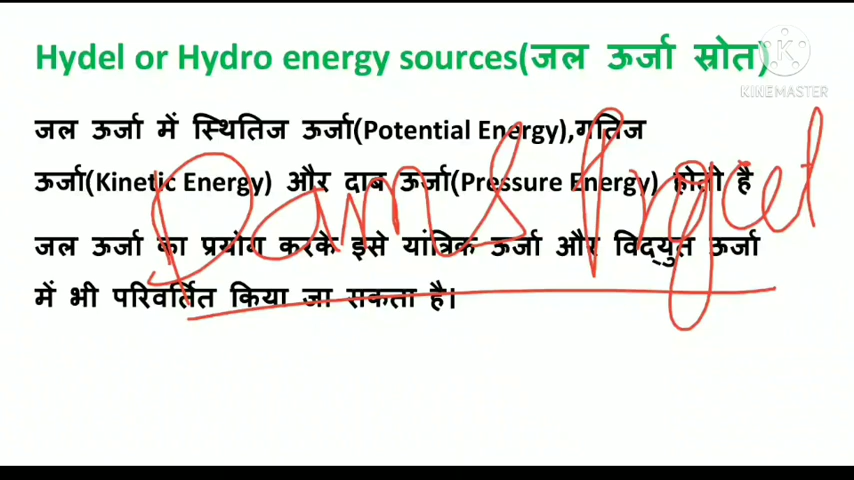 Hydel or Hydro energy sources(जल ऊर्जा स्रोत)
KINEMASTER
जल ऊर्जा में स्थितिज ऊर्जा(Potential Energy),गतिज
ऊर्जा(Kinetic Energy) और दाब ऊर्जा(Pressure Energy) होती है
जल ऊर्जा का प्रयोग करके इसे यांत्रिक ऊर्जा और विद्युत ऊर्जा
में भी परिवर्तित किया जा सकता है।
Dams